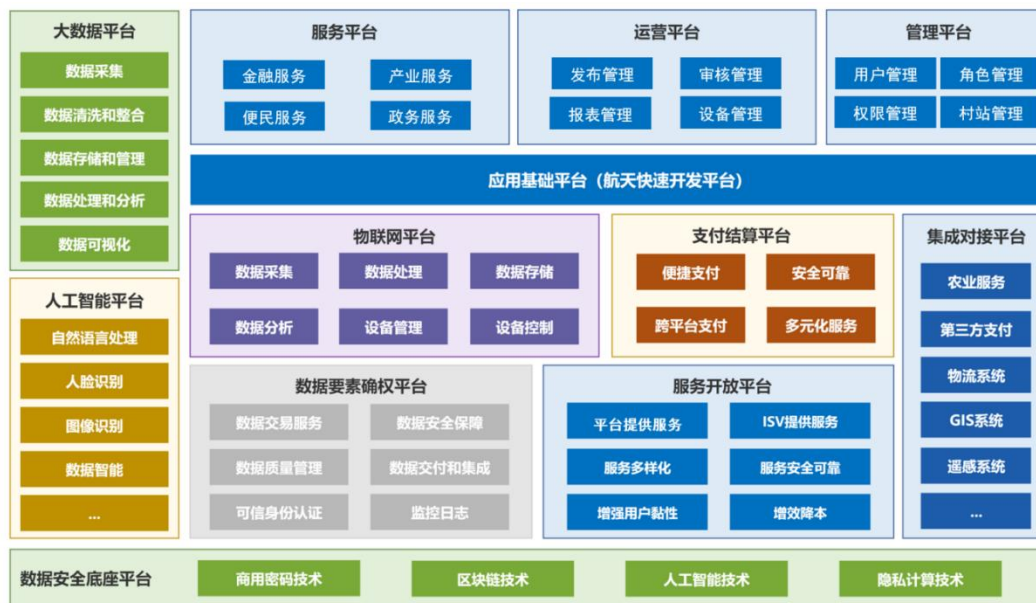 大数据平台
数据采集
数据清洗和整合
数据存储和管理
数据处理和分析
数据可视化
人工智能平台
自然语言处理
人脸识别
图像识别
数据智能
...
服务平台
金融服务
产业服务
便民服务
政务服务
运营平台
发布管理
审核管理
报表管理
设备管理
管理平台
用户管理
角色管理
权限管理
村站管理
应用基础平台（航天快速开发平台）
物联网平台
数据采集
数据处理
数据存储
数据分析
设备管理
设备控制
支付结算平台
便捷支付
安全可靠
跨平台支付
多元化服务
数据要素确权平台
数据交易服务
数据安全保障
数据质量管理
数据交付和集成
可信身份认证
监控日志
服务开放平台
平台提供服务
ISV提供服务
服务多样化
服务安全可靠
增强用户黏性
增效降本
集成对接平台
农业服务
第三方支付
物流系统
GIS系统
遥感系统
...
数据安全底座平台
商用密码技术
区块链技术
人工智能技术
隐私计算技术